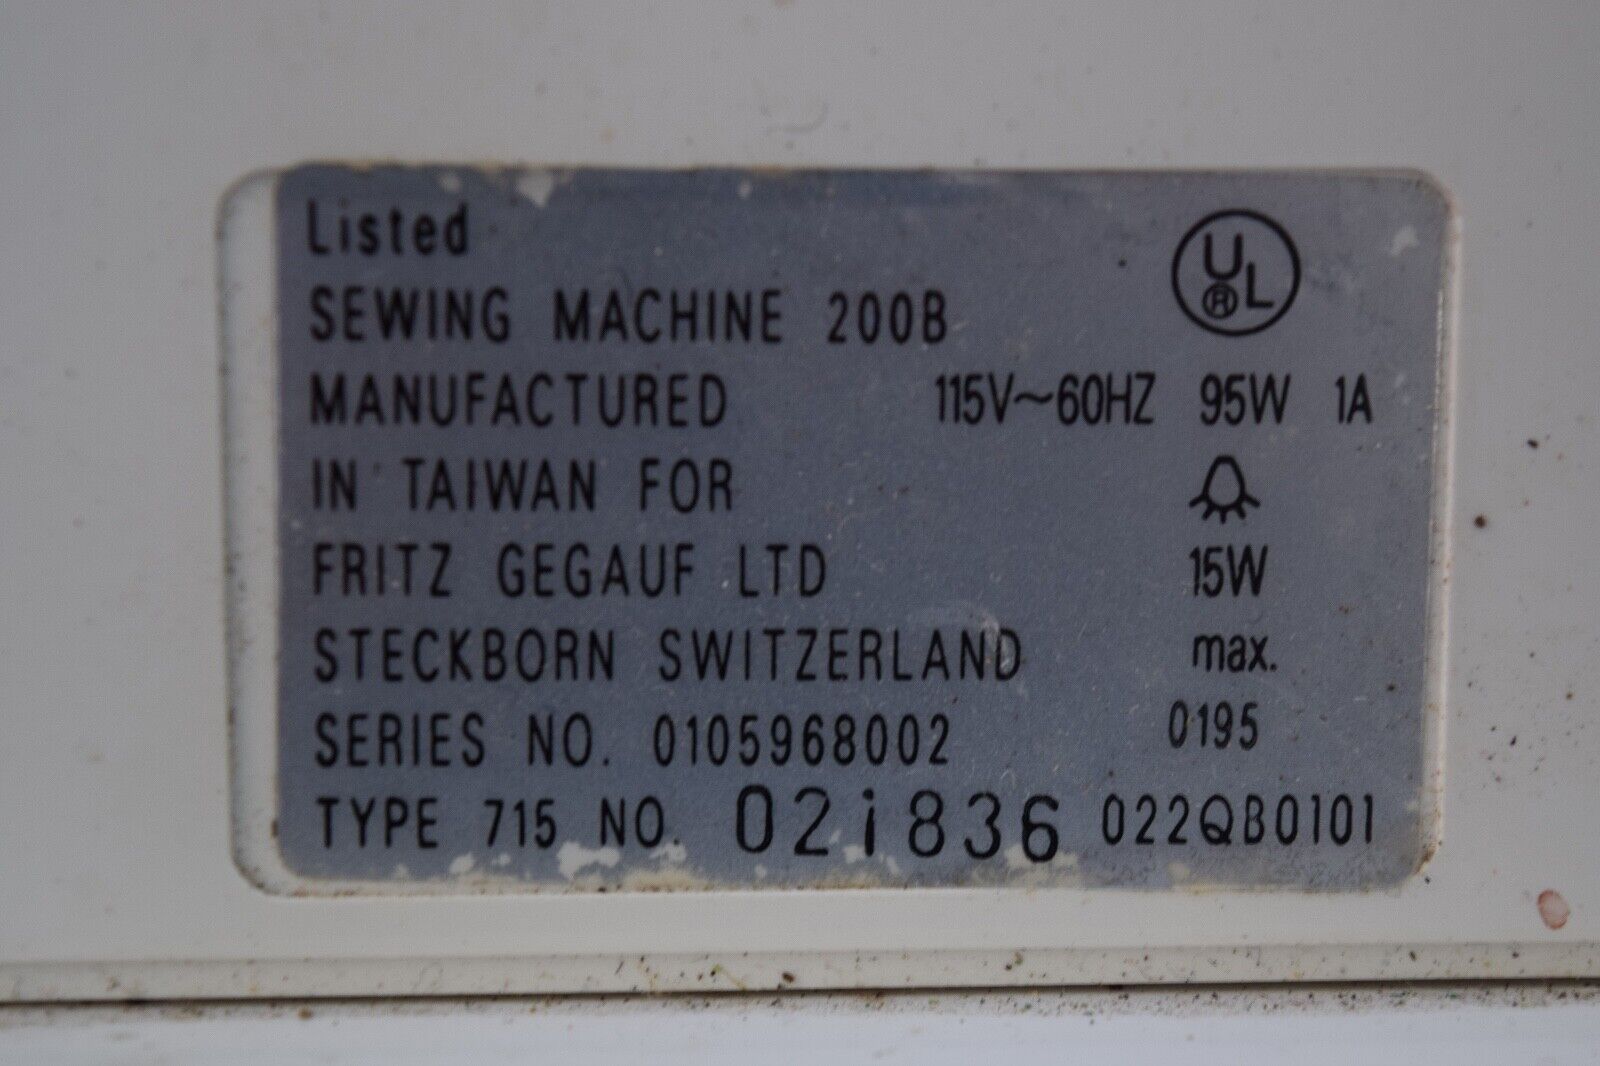 Listed
UL®
SEWING MACHINE 200B
MANUFACTURED 115V~60HZ 95W 1A
IN TAIWAN FOR
FRITZ GEGAUF LTD 15W
STECKBORN SWITZERLAND max.
SERIES NO. 0105968002 0195
TYPE 715 NO. 02i836 022QB0101